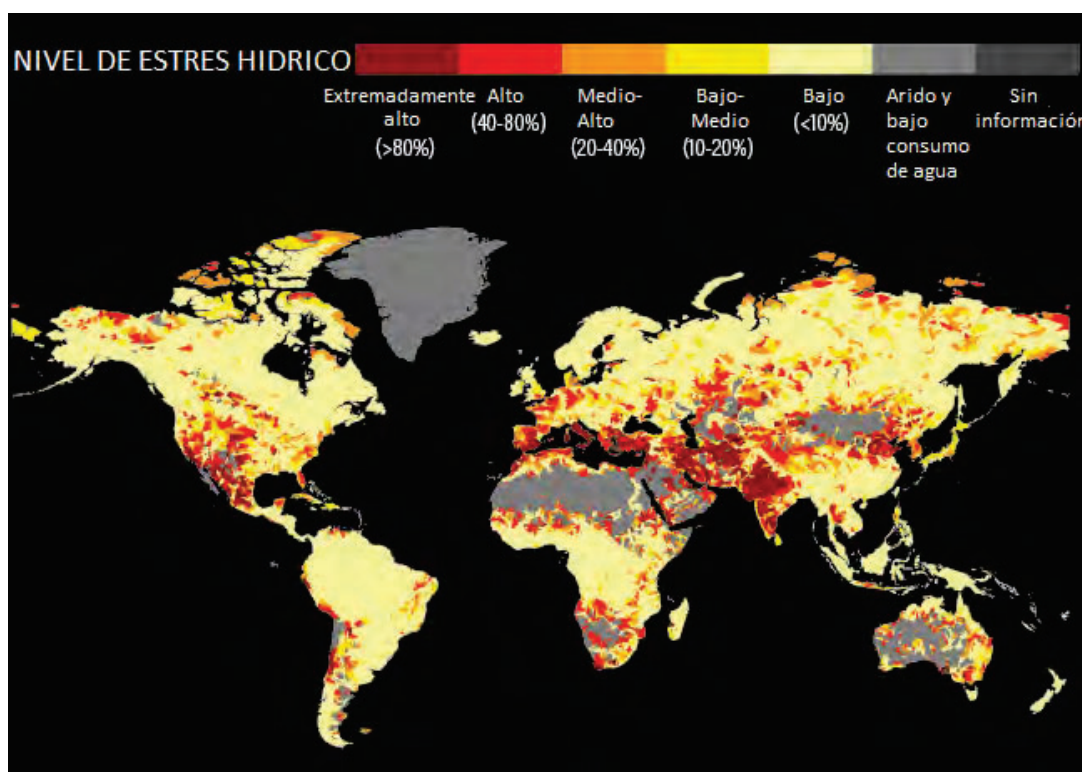 NIVEL DE ESTRES HIDRICO
Extremadamente
alto
(>80%)
Alto
(40-80%)
Medio-
Alto
(20-40%)
Bajo-
Medio
(10-20%)
Bajo
(<10%)
Arido y
bajo
consumo
de agua
Sin
información